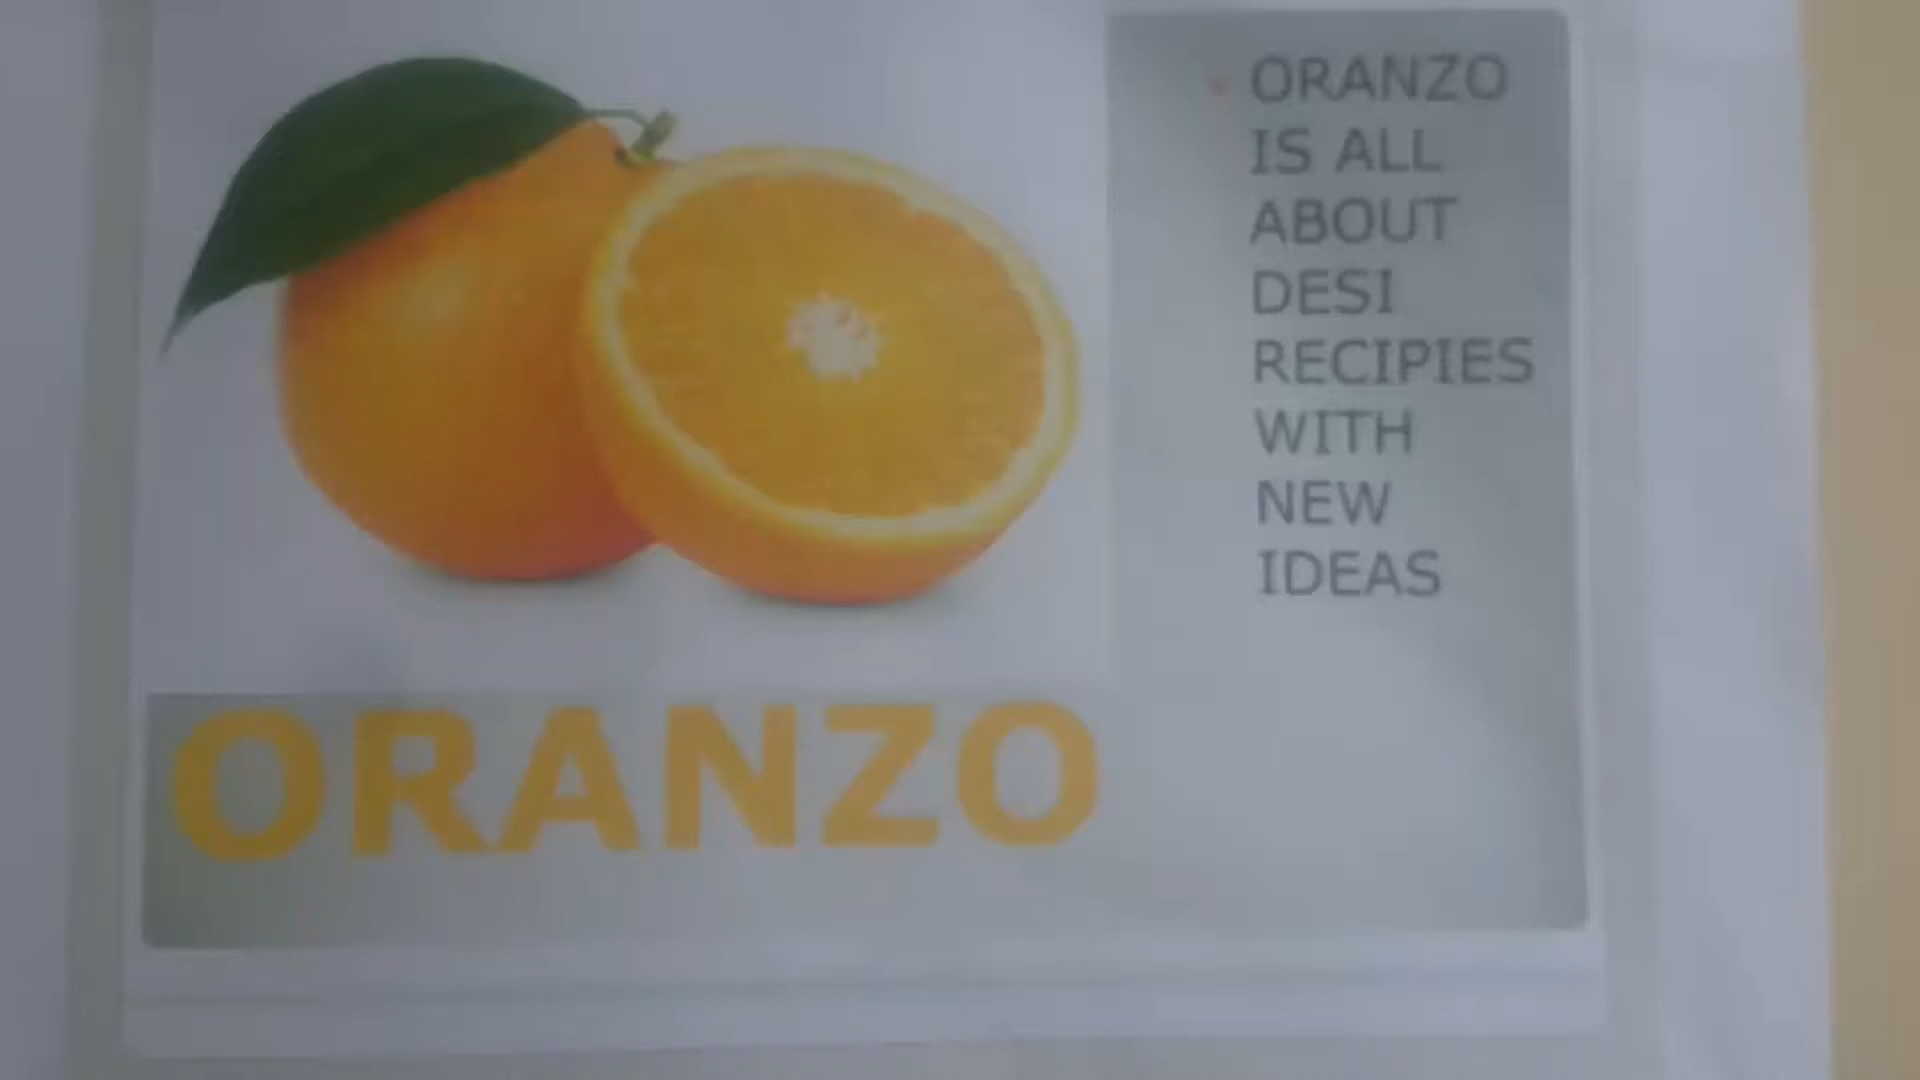 ORANZO
IS ALL
ABOUT
DESI
RECIPIES
WITH
NEW
IDEAS
ORANZO